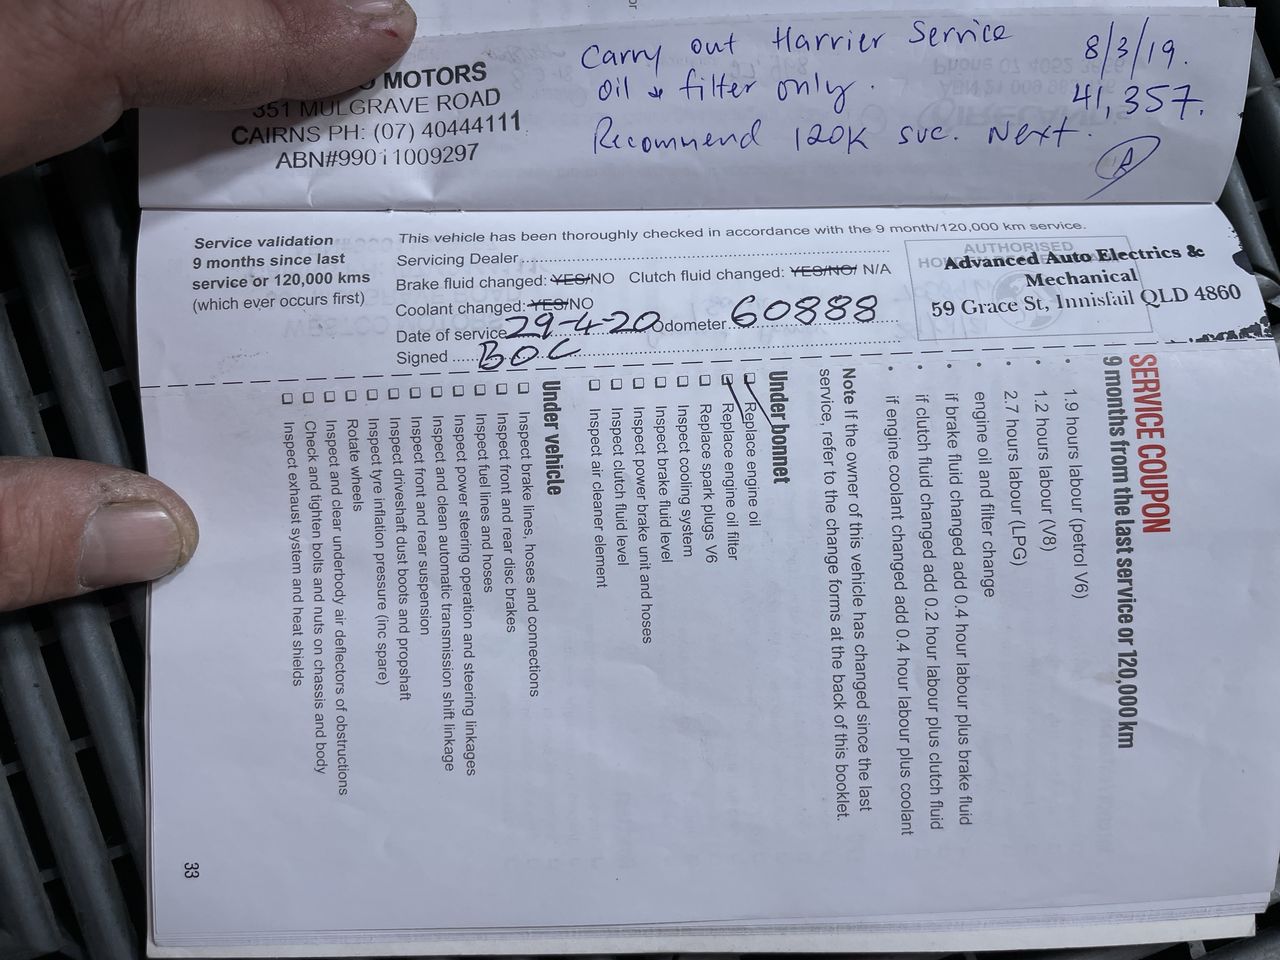 MOTORS
351 MULGRAVE ROAD
CAIRNS PH: (07) 40444111
ABN#99011009297
Carry out Harrier Service
Oil & filter only.
Recommend 120K svc. Next.
8/3/19.
41,357.
Service validation
9 months since last
service or 120,000 kms
(which ever occurs first)
This vehicle has been thoroughly checked in accordance with the 9 month/120,000 km service.
Servicing Dealer
Brake fluid changed: YES/NO Clutch fluid changed: YES/NO/ N/A
Coolant changed: YES/NO
Date of service 29-4-20 Odometer 60888
Signed BOC
AUTHORISED
Advanced Auto Electrics &
Mechanical
59 Grace St, Innisfail QLD 4860
SERVICE COUPON
9 months from the last service or 120,000 km
• 1.9 hours labour (petrol V6)
• 1.2 hours labour (V8)
• 2.7 hours labour (LPG)
• engine oil and filter change
• if brake fluid changed add 0.4 hour labour plus brake fluid
• if clutch fluid changed add 0.2 hour labour plus clutch fluid
• if engine coolant changed add 0.4 hour labour plus coolant
Note If the owner of this vehicle has changed since the last
service, refer to the change forms at the back of this booklet.
Under bonnet
Replace engine oil
Replace engine oil filter
Replace spark plugs V6
Inspect cooling system
Inspect brake fluid level
Inspect power brake unit and hoses
Inspect clutch fluid level
Inspect air cleaner element
Under vehicle
Inspect brake lines, hoses and connections
Inspect front and rear disc brakes
Inspect fuel lines and hoses
Inspect power steering operation and steering linkages
Inspect and clean automatic transmission shift linkage
Inspect front and rear suspension
Inspect driveshaft dust boots and propshaft
Inspect tyre inflation pressure (inc spare)
Rotate wheels
Inspect and clear underbody air deflectors of obstructions
Check and tighten bolts and nuts on chassis and body
Inspect exhaust system and heat shields
33